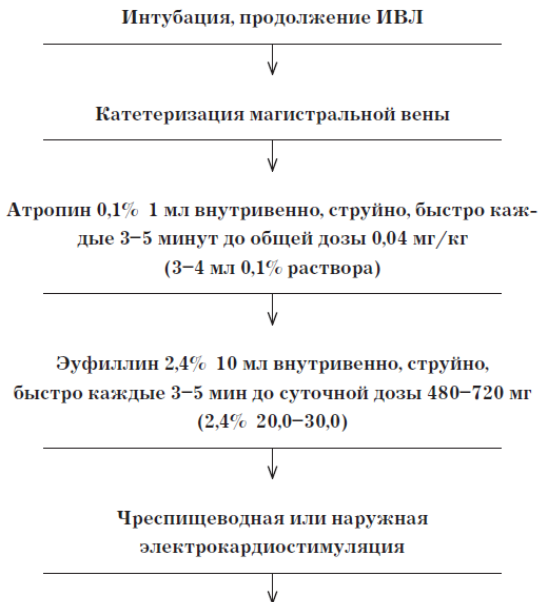 Интубация, продолжение ИВЛ
Катетеризация магистральной вены
Атропин 0,1% 1 мл внутривенно, струйно, быстро каж-
дые 3–5 минут до общей дозы 0,04 мг/кг
(3–4 мл 0,1% раствора)
Эуфиллин 2,4% 10 мл внутривенно, струйно,
быстро каждые 3–5 мин до суточной дозы 480–720 мг
(2,4% 20,0–30,0)
Чреспищеводная или наружная
электрокардиостимуляция